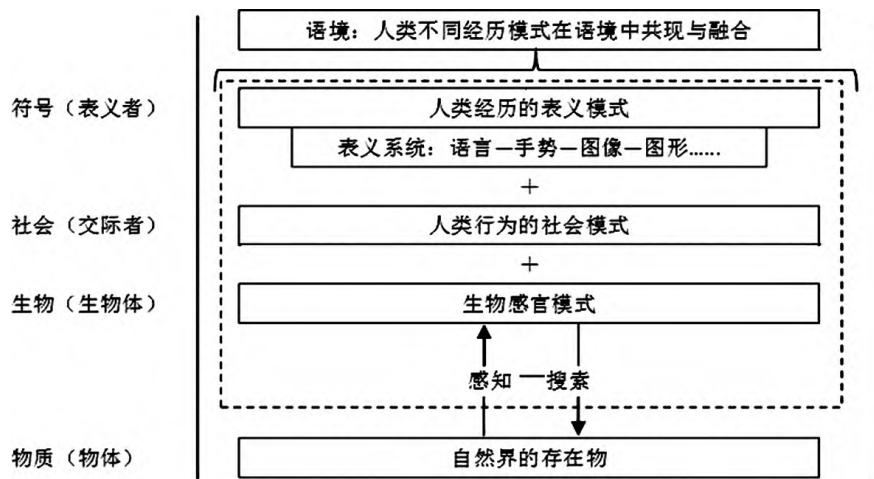 语境：人类不同经历模式在语境中共现与融合
符号（表义者）
人类经历的表义模式
表义系统：语言—手势—图像—图形……
+
社会（交际者）
人类行为的社会模式
+
生物（生物体）
生物感官模式
感知 — 搜索
物质（物体）
自然界的存在物